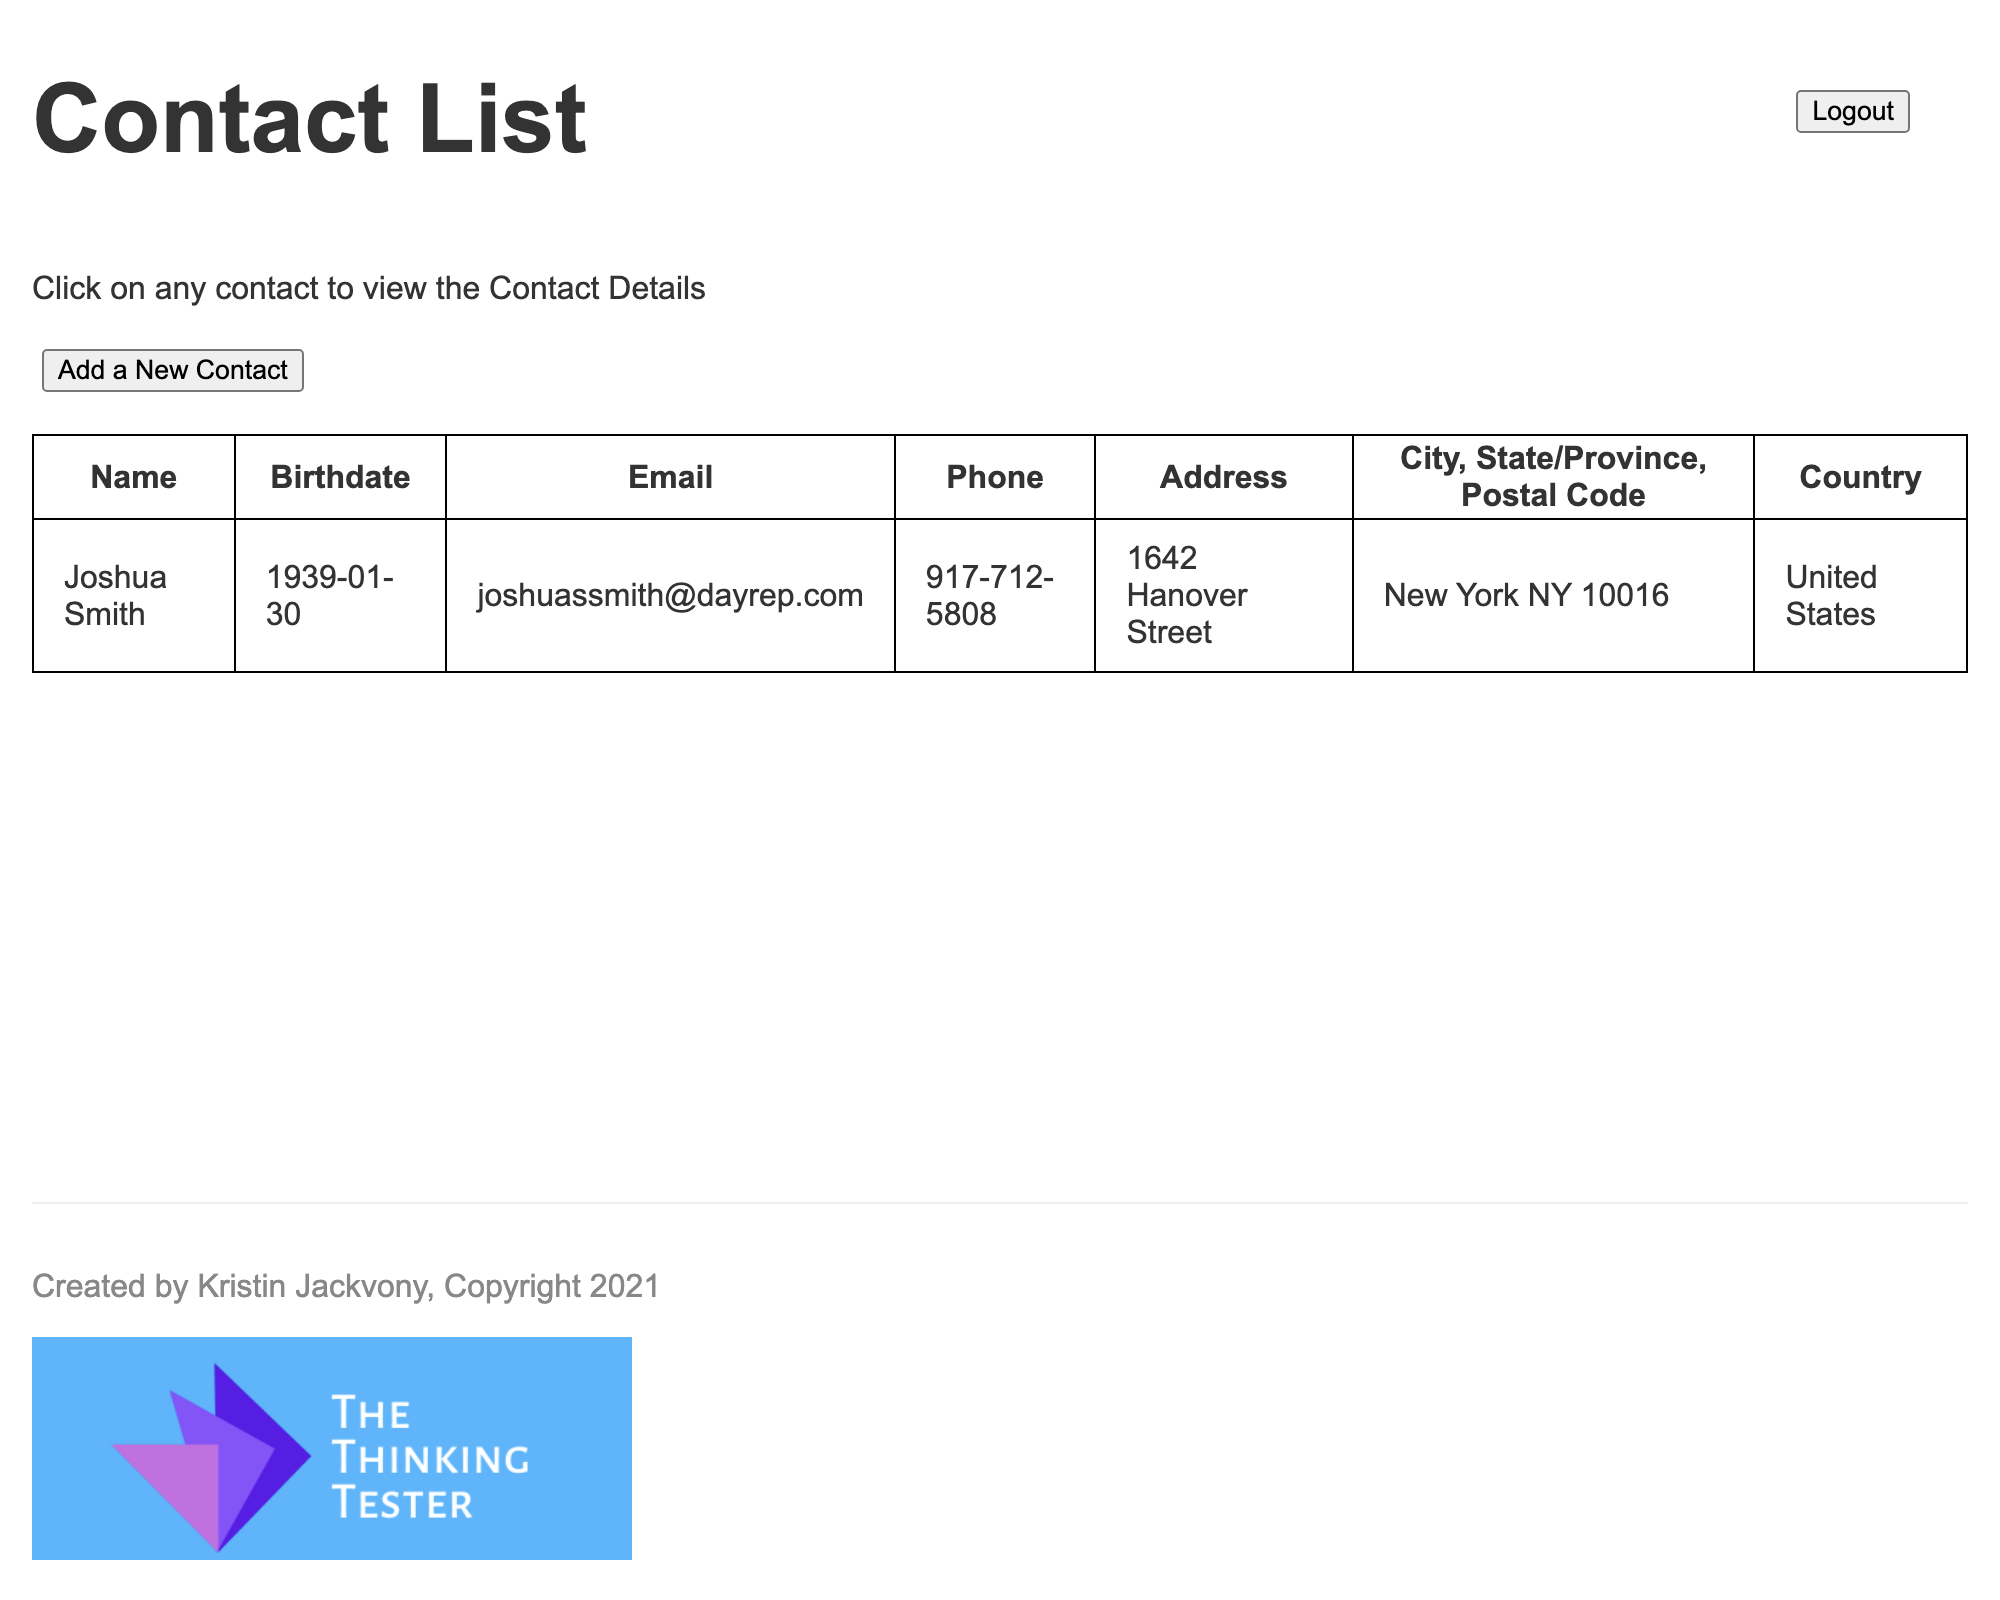 Contact List
Logout
Click on any contact to view the Contact Details
Add a New Contact
Name
Birthdate
Email
Phone
Address
City, State/Province,
Postal Code
Country
Joshua
Smith
1939-01-
30
joshuassmith@dayrep.com
917-712-
5808
1642
Hanover
Street
New York NY 10016
United
States
Created by Kristin Jackvony, Copyright 2021
THE
THINKING
TESTER